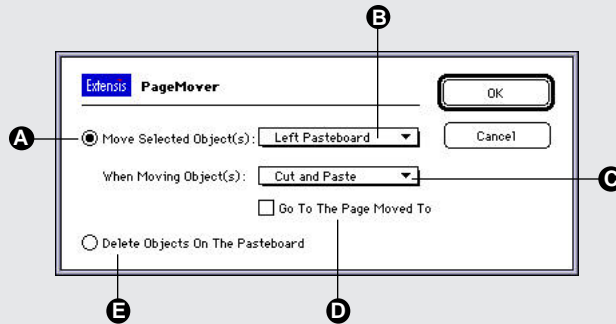 B
Extensis PageMover
OK
A Move Selected Object(s): Left Pasteboard
Cancel
When Moving Object(s): Cut and Paste C
Go To The Page Moved To
Delete Objects On The Pasteboard
E D